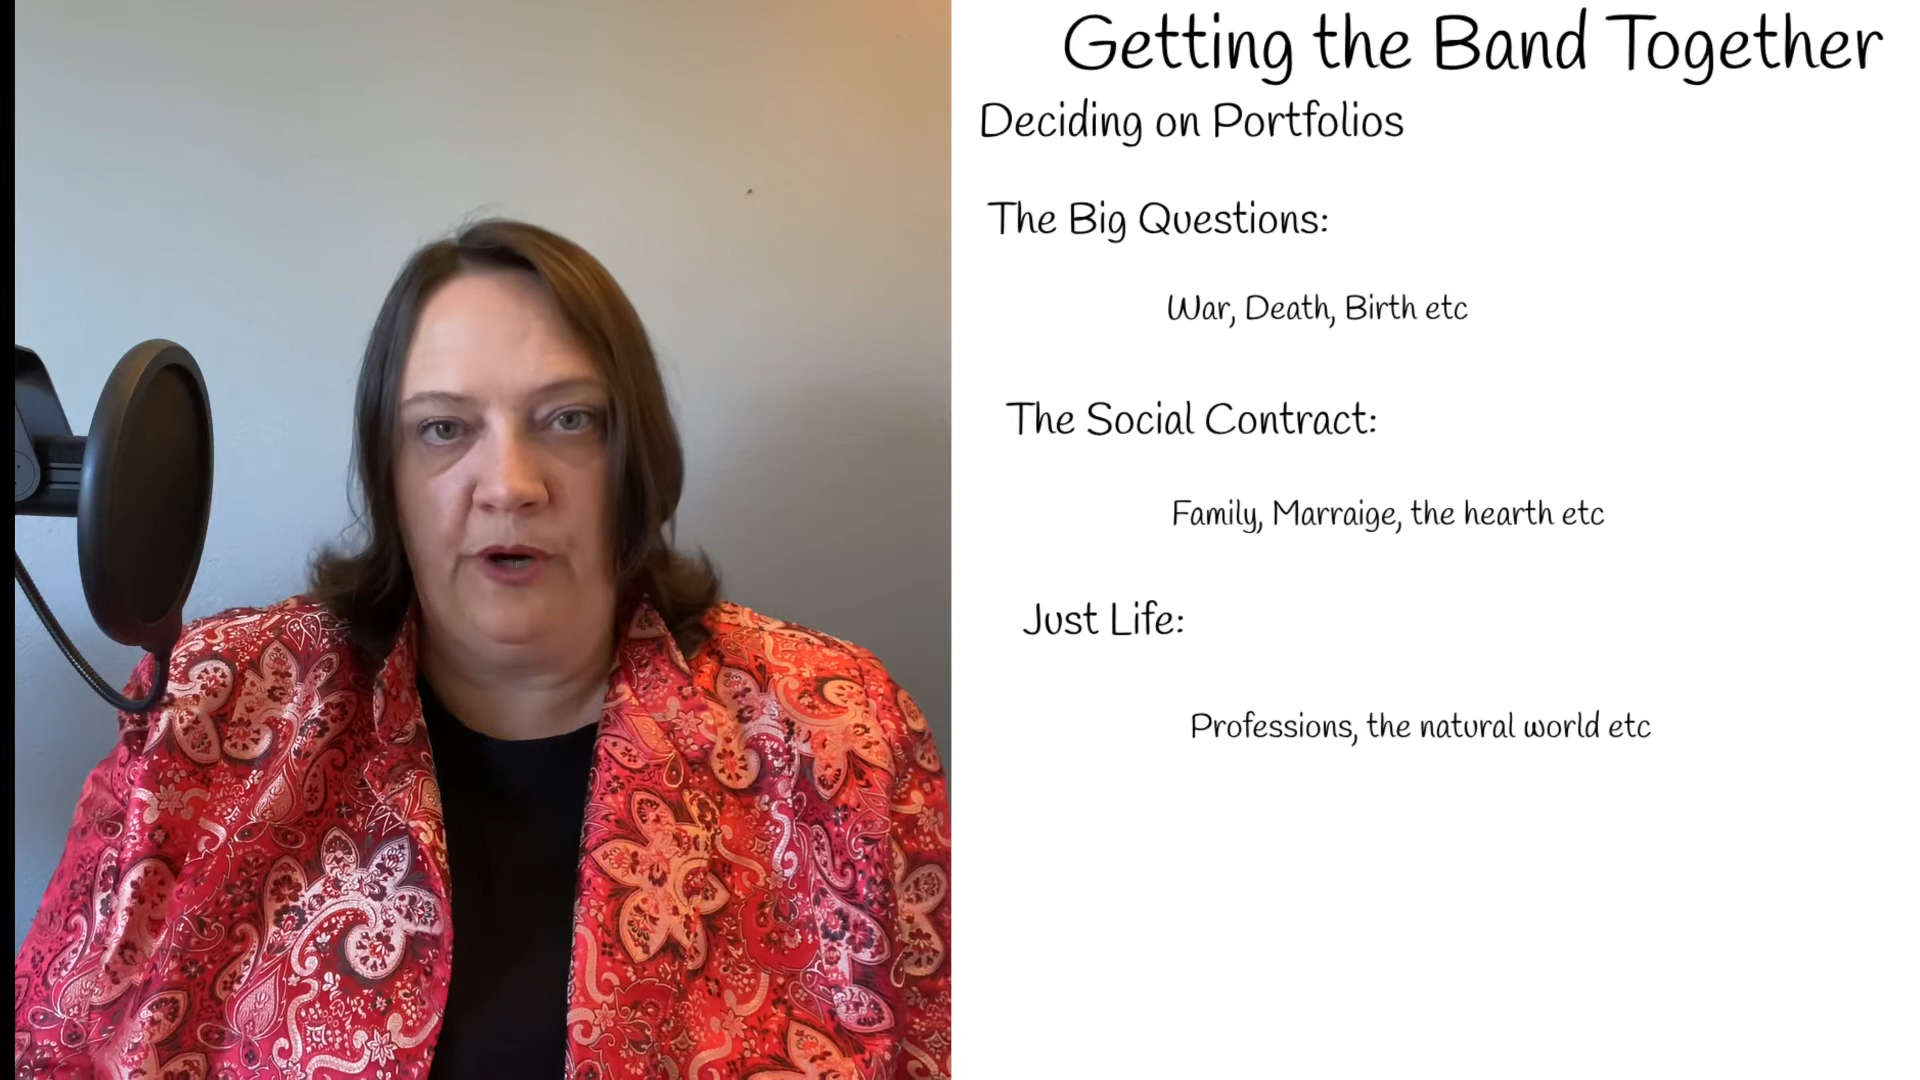 Getting the Band Together
Deciding on Portfolios
The Big Questions:
War, Death, Birth etc
The Social Contract:
Family, Marraige, the hearth etc
Just Life:
Professions, the natural world etc